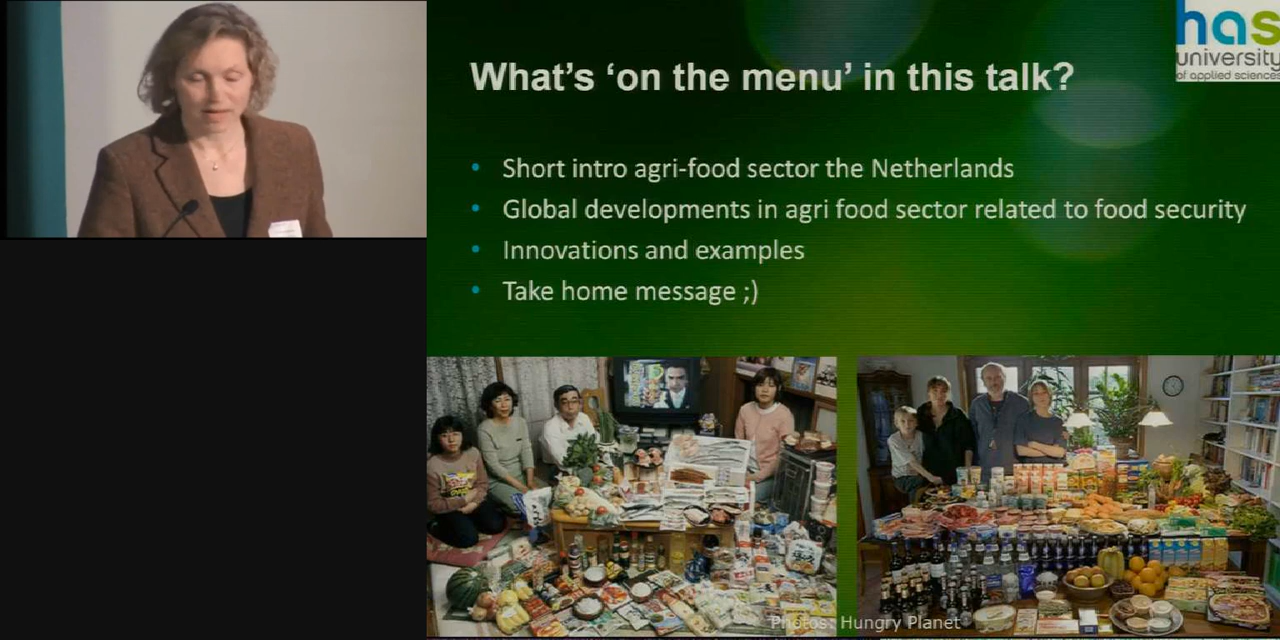 has
university
of applied sciences
What's ‘on the menu’ in this talk?
• Short intro agri-food sector the Netherlands
• Global developments in agri food sector related to food security
• Innovations and examples
• Take home message ;)
Photos: Hungry Planet